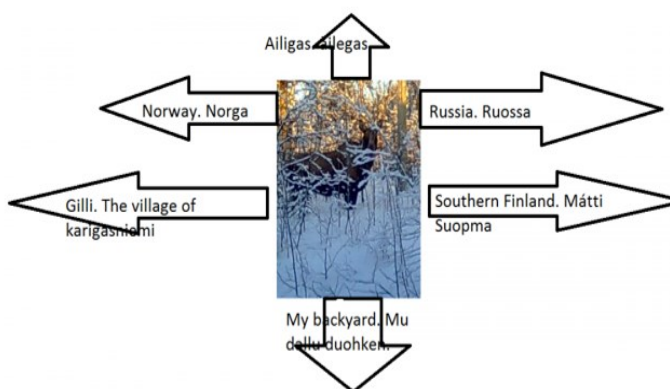 Ailigas. ailegas
Norway. Norga
Russia. Ruossa
Gilli. The village of
karigasniemi
Southern Finland. Mátti
Suopma
My backyard. Mu
dallu duohken.